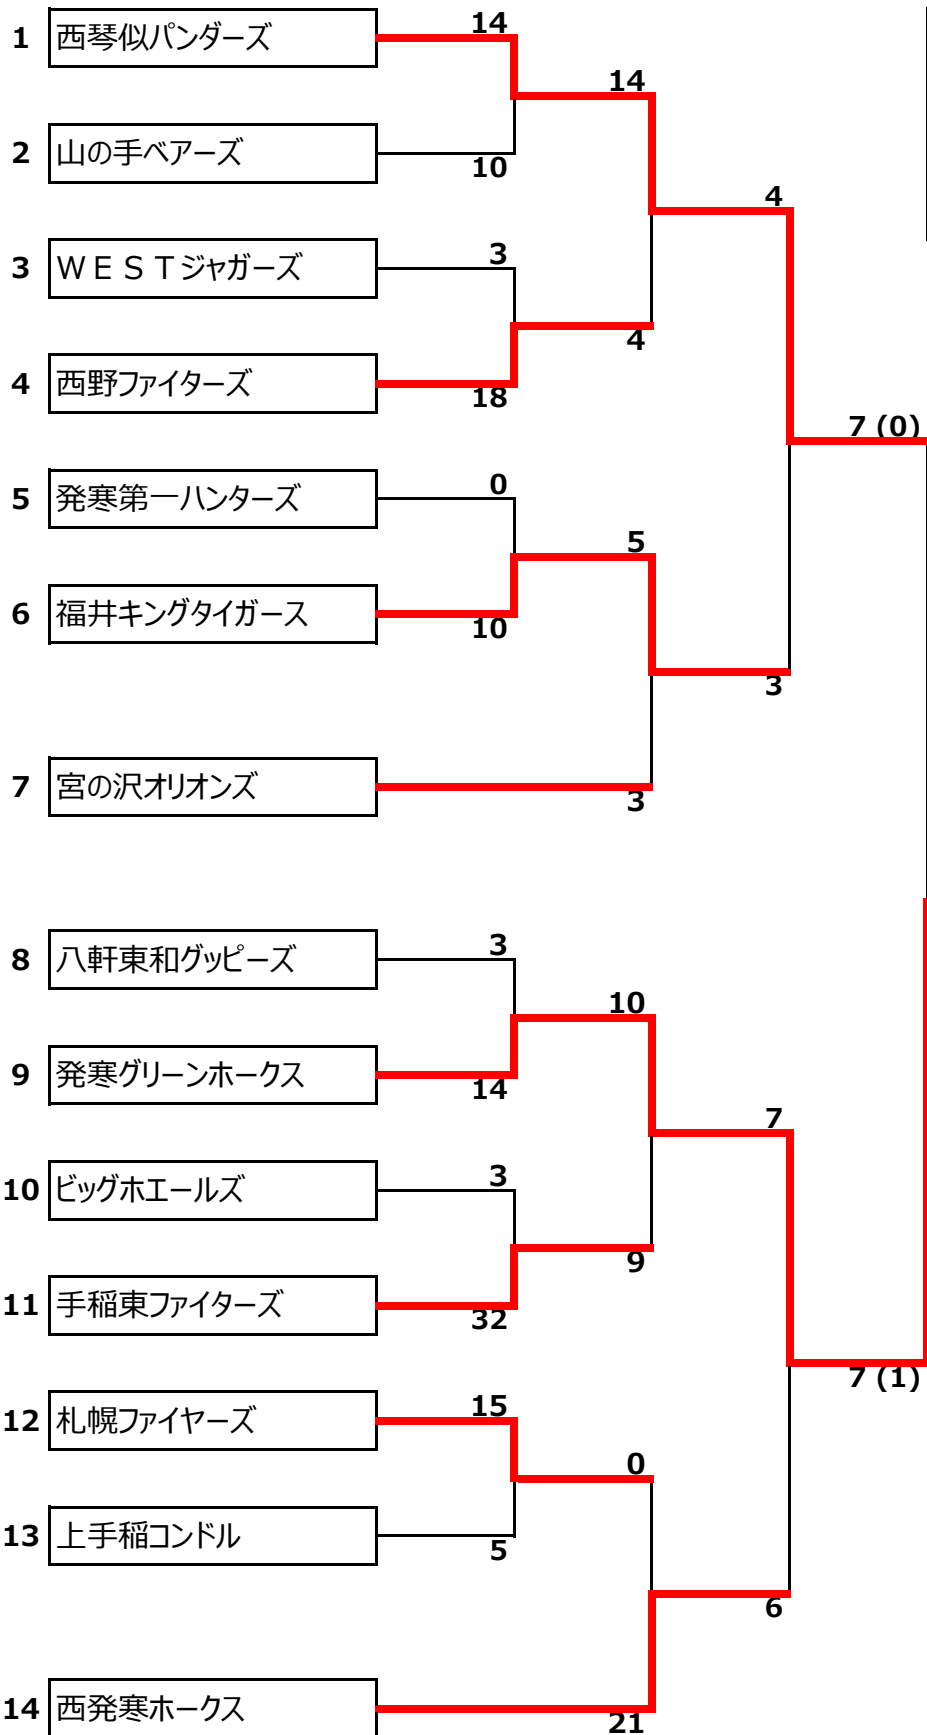 14
1 西琴似パンダーズ
14
2 山の手ベアーズ
10
4
3
3 ＷＥＳＴジャガーズ
4
4 西野ファイターズ
18
7 (0)
0
5 発寒第一ハンターズ
5
6 福井キングタイガース
10
3
7 宮の沢オリオンズ
3
3
8 八軒東和グッピーズ
10
9 発寒グリーンホークス
14
7
3
10 ビッグホエールズ
9
11 手稲東ファイターズ
32
7 (1)
15
12 札幌ファイヤーズ
0
13 上手稲コンドル
5
6
14 西発寒ホークス
21